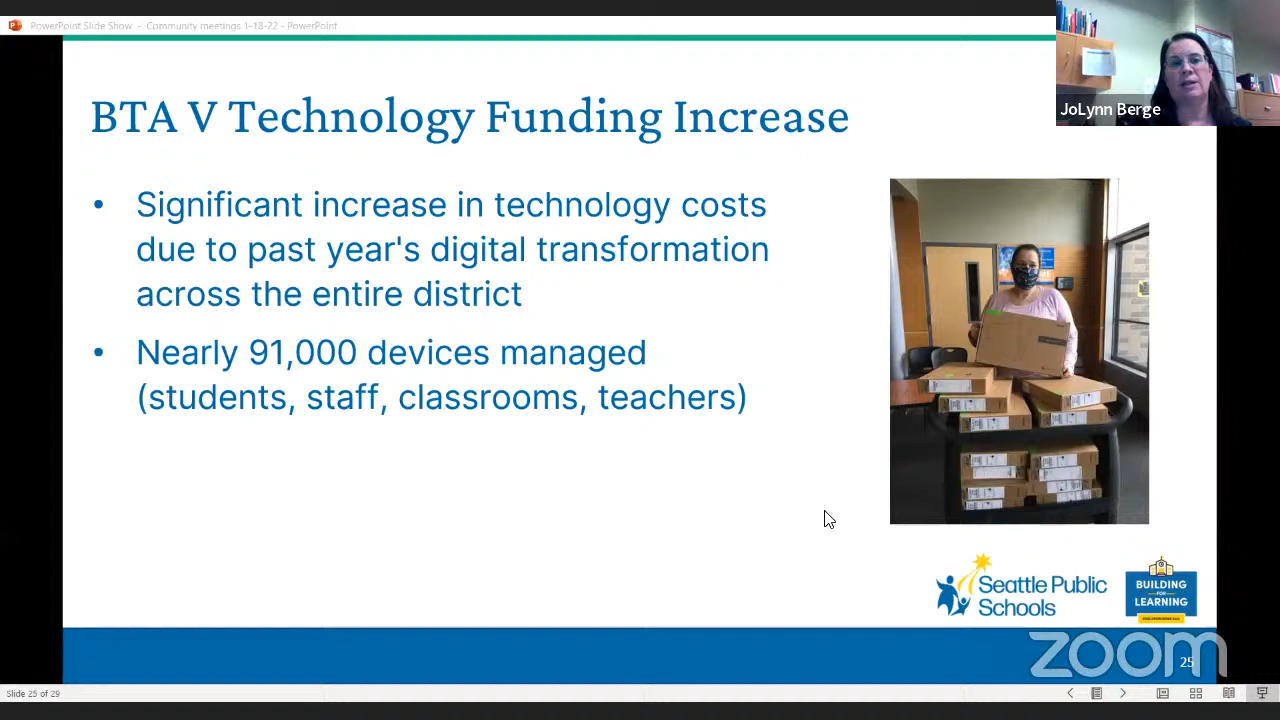 PowerPoint Slide Show - Community meetings 1-18-22 - PowerPoint
JoLynn Berge
BTA V Technology Funding Increase
• Significant increase in technology costs
due to past year's digital transformation
across the entire district
• Nearly 91,000 devices managed
(students, staff, classrooms, teachers)
Seattle Public
Schools
BUILDING
FOR
LEARNING
zoom
25
Slide 25 of 29